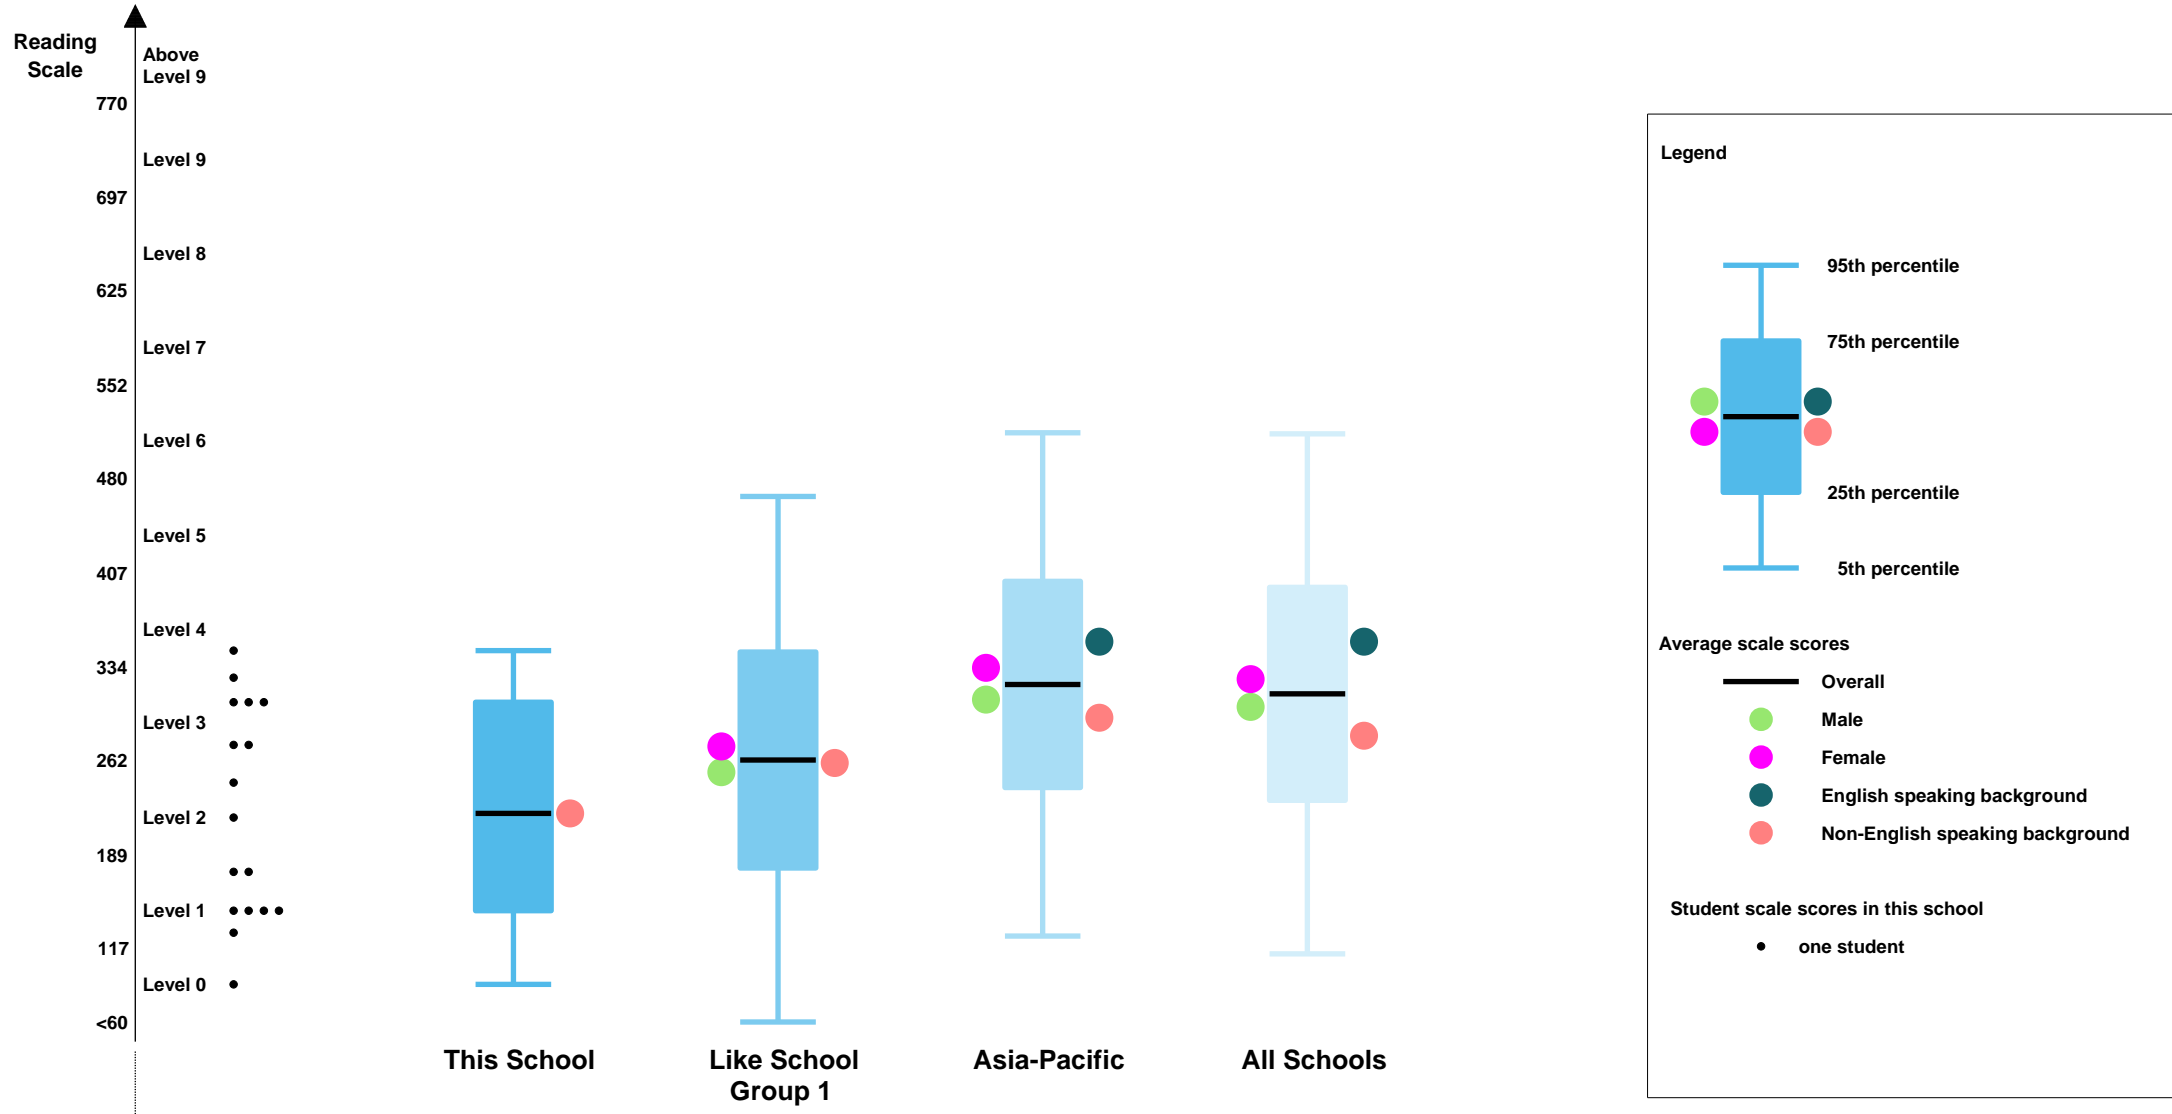 Reading
Scale
Above
Level 9
770
Level 9
697
Level 8
625
Level 7
552
Level 6
480
Level 5
407
Level 4
334
Level 3
262
Level 2
189
Level 1
117
Level 0
<60
This School
Like School
Group 1
Asia-Pacific
All Schools
Legend
95th percentile
75th percentile
25th percentile
5th percentile
Average scale scores
Overall
Male
Female
English speaking background
Non-English speaking background
Student scale scores in this school
one student